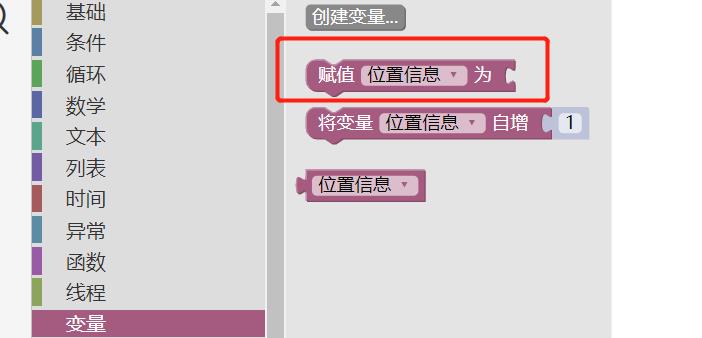 基础
条件
循环
数学
文本
列表
时间
异常
函数
线程
变量
创建变量...
赋值 位置信息 为
将变量 位置信息 自增 1
位置信息